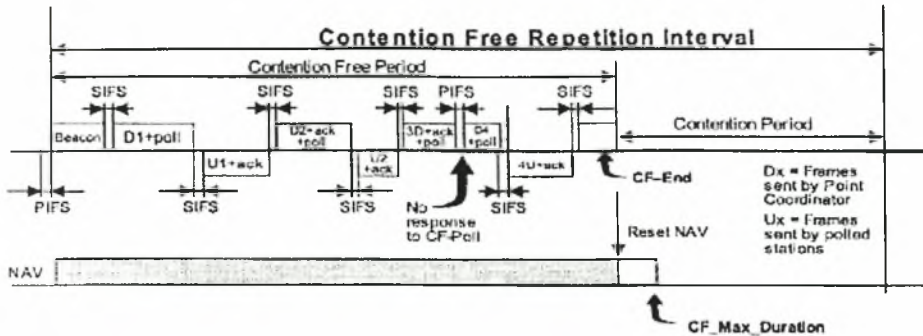 Contention Free Repetition Interval
Contention Free Period
SIFS
SIFS
SIFS
PIFS
SIFS
Contention Period
Beacon
D1+poll
D2+ack
+poll
3D+ack
+poll
D4
+poll
U1+ack
U2
+ack
4U+ack
PIFS
SIFS
SIFS
SIFS
No
response
to CF-Poll
CF-End
Dx = Frames
sent by Point
Coordinator
Ux = Frames
sent by polled
stations
Reset NAV
NAV
CF_Max_Duration